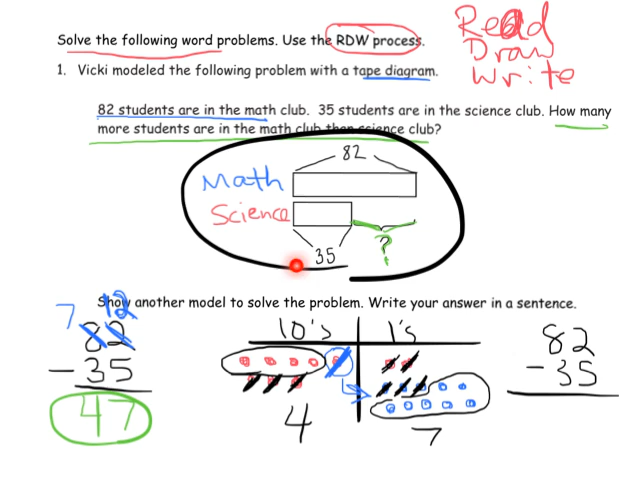 Read
Draw
Write
Solve the following word problems. Use the RDW process.
1. Vicki modeled the following problem with a tape diagram.
82 students are in the math club. 35 students are in the science club. How many
more students are in the math club than science club?
82
Math
Science
35
?
Show another model to solve the problem. Write your answer in a sentence.
7 12
82
- 35
47
10's 1's
4 7
82
- 35